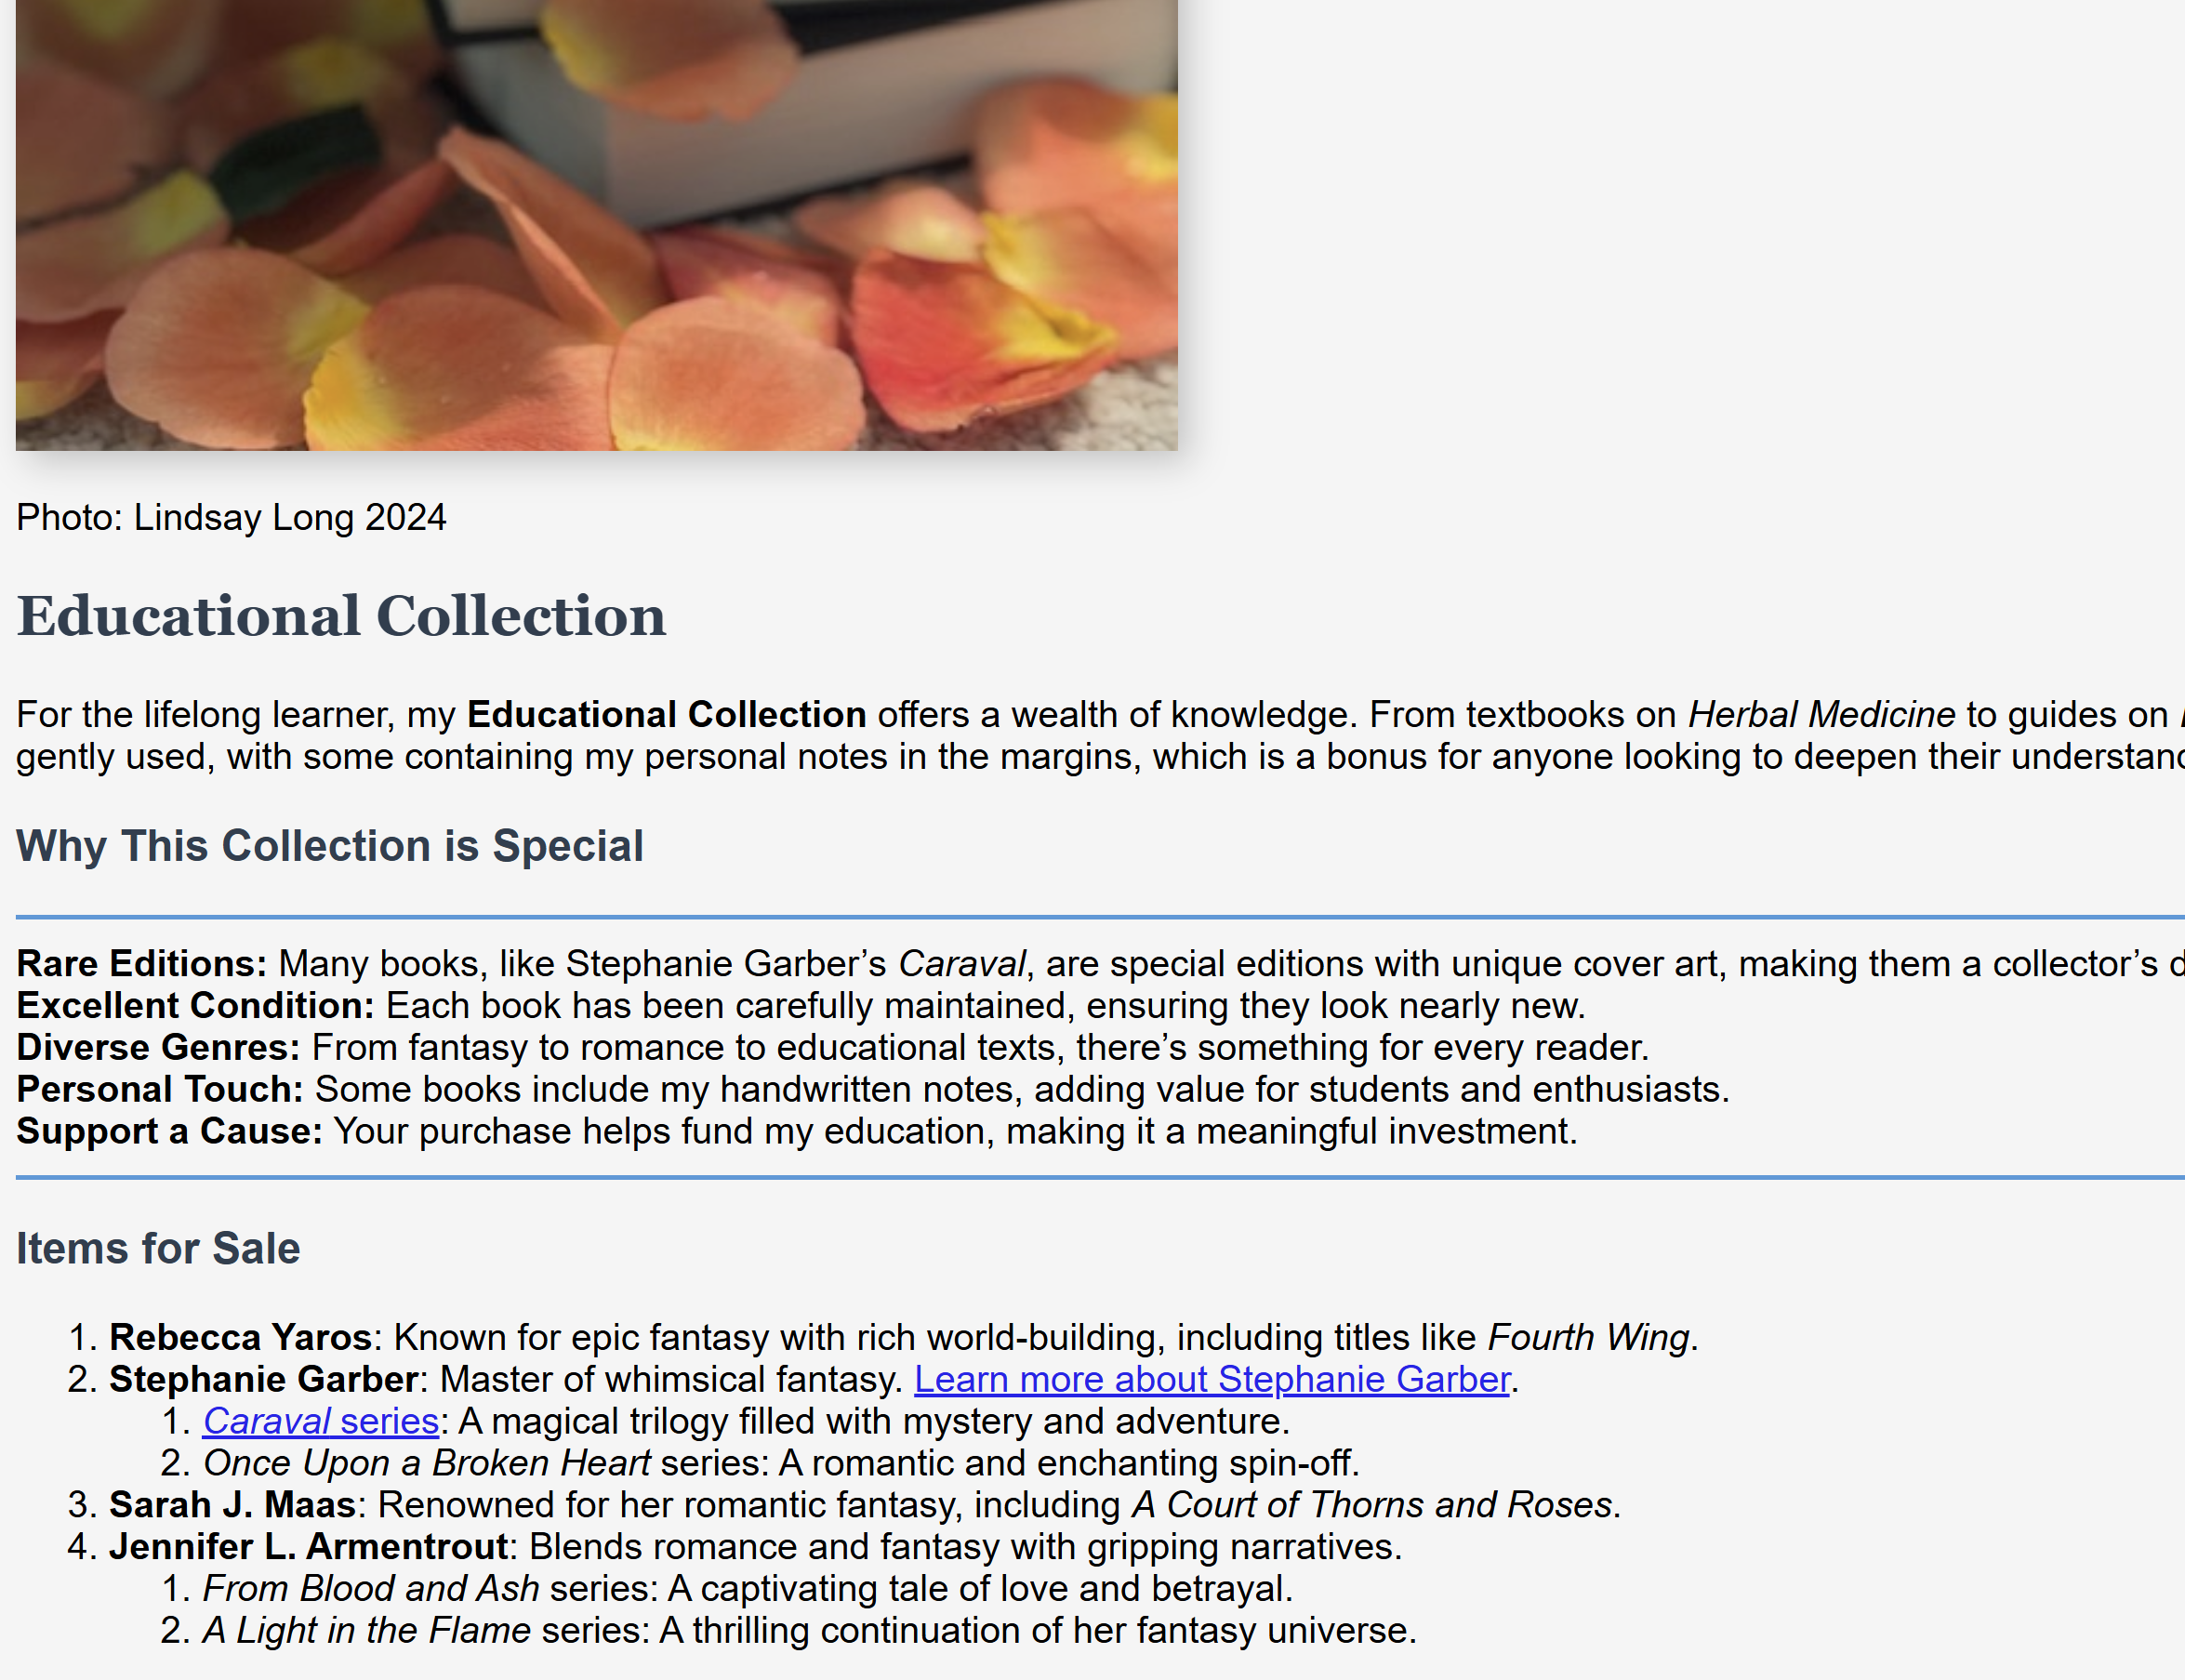 Photo: Lindsay Long 2024
Educational Collection
For the lifelong learner, my Educational Collection offers a wealth of knowledge. From textbooks on Herbal Medicine to guides on
gently used, with some containing my personal notes in the margins, which is a bonus for anyone looking to deepen their
Why This Collection is Special
Rare Editions: Many books, like Stephanie Garber’s Caraval, are special editions with unique cover art, making them a collector’s
Excellent Condition: Each book has been carefully maintained, ensuring they look nearly new.
Diverse Genres: From fantasy to romance to educational texts, there’s something for every reader.
Personal Touch: Some books include my handwritten notes, adding value for students and enthusiasts.
Support a Cause: Your purchase helps fund my education, making it a meaningful investment.
Items for Sale
1. Rebecca Yaros: Known for epic fantasy with rich world-building, including titles like Fourth Wing.
2. Stephanie Garber: Master of whimsical fantasy. Learn more about Stephanie Garber.
1. Caraval series: A magical trilogy filled with mystery and adventure.
2. Once Upon a Broken Heart series: A romantic and enchanting spin-off.
3. Sarah J. Maas: Renowned for her romantic fantasy, including A Court of Thorns and Roses.
4. Jennifer L. Armentrout: Blends romance and fantasy with gripping narratives.
1. From Blood and Ash series: A captivating tale of love and betrayal.
2. A Light in the Flame series: A thrilling continuation of her fantasy universe.